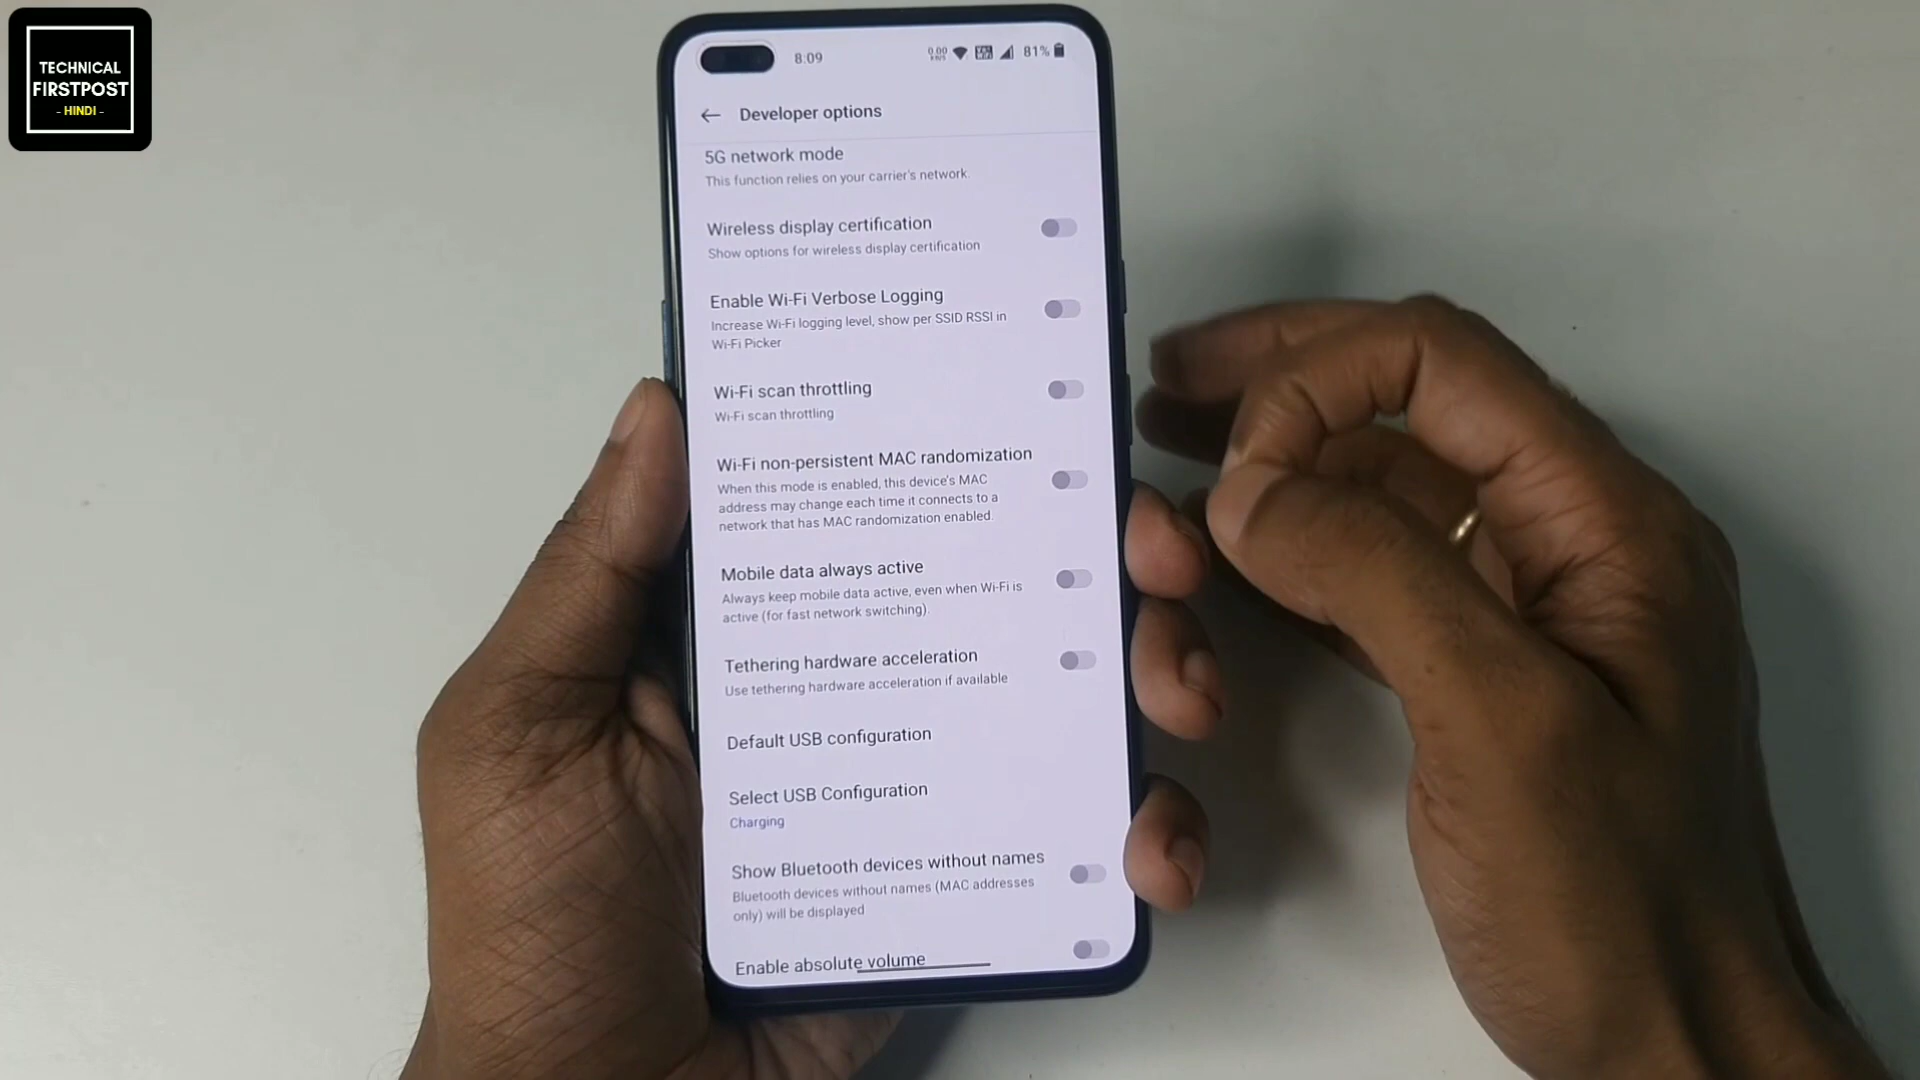 TECHNICAL
FIRSTPOST
- HINDI -
8:09
81%
Developer options
5G network mode
This function relies on your carrier's network.
Wireless display certification
Show options for wireless display certification
Enable Wi-Fi Verbose Logging
Increase Wi-Fi logging level, show per SSID RSSI in
Wi-Fi Picker
Wi-Fi scan throttling
Wi-Fi scan throttling
Wi-Fi non-persistent MAC randomization
When this mode is enabled, this device's MAC
address may change each time it connects to a
network that has MAC randomization enabled.
Mobile data always active
Always keep mobile data active, even when Wi-Fi is
active (for fast network switching).
Tethering hardware acceleration
Use tethering hardware acceleration if available
Default USB configuration
Select USB Configuration
Charging
Show Bluetooth devices without names
Bluetooth devices without names (MAC addresses
only) will be displayed
Enable absolute volume